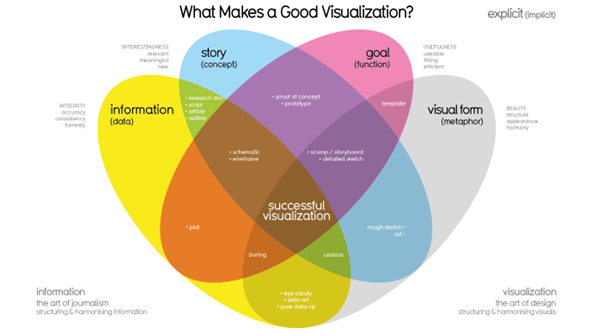 What Makes a Good Visualization?
explicit (implicit)
INTERESTINGNESS
relevant
meaningful
new
story
(concept)
goal
(function)
USEFULNESS
useable
fitting
efficient
INTEGRITY
accuracy
consistency
honesty
information
(data)
• research doc
• script
• article
• outline
• proof of concept
• prototype
template
visual form
(metaphor)
BEAUTY
structure
appearance
harmony
• schematic
• wireframe
• scamp / storyboard
• detailed sketch
successful
visualization
• plot
rough sketch •
art •
boring
useless
• eye candy
• data art
• pure data viz
information
the art of journalism
structuring & harmonising information
visualization
the art of design
structuring & harmonising visuals